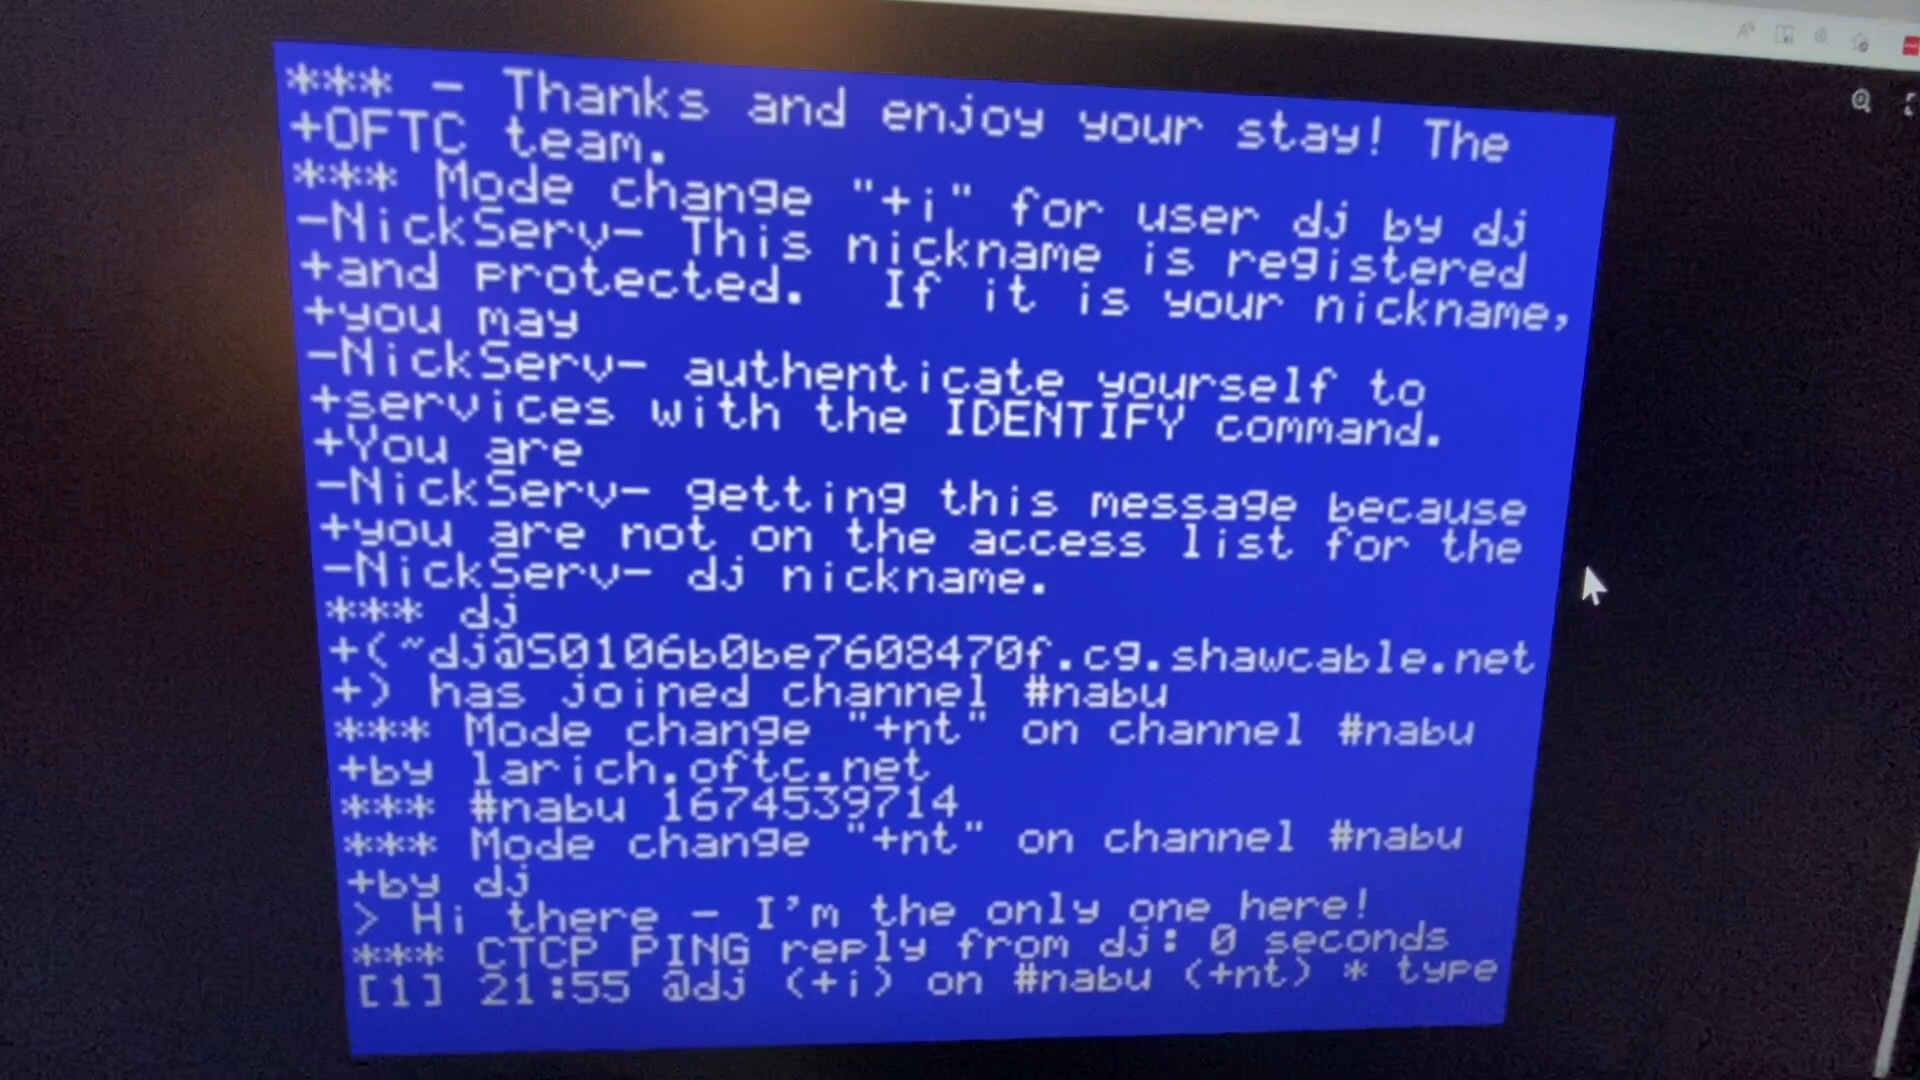 *** - Thanks and enjoy your stay! The
+OFTC team.
*** Mode change "+i" for user dj by dj
-NickServ- This nickname is registered
+and protected.  If it is your nickname,
+you may
-NickServ- authenticate yourself to
+services with the IDENTIFY command.
+You are
-NickServ- getting this message because
+you are not on the access list for the
-NickServ- dj nickname.
*** dj
+(~dj@S0106b0be7608470f.cg.shawcable.net
+) has joined channel #nabu
*** Mode change "+nt" on channel #nabu
+by larich.oftc.net
*** #nabu 1674539714
*** Mode change "+nt" on channel #nabu
+by dj
> Hi there - I'm the only one here!
*** CTCP PING reply from dj: 0 seconds
[1] 21:55 @dj (+i) on #nabu (+nt) * type